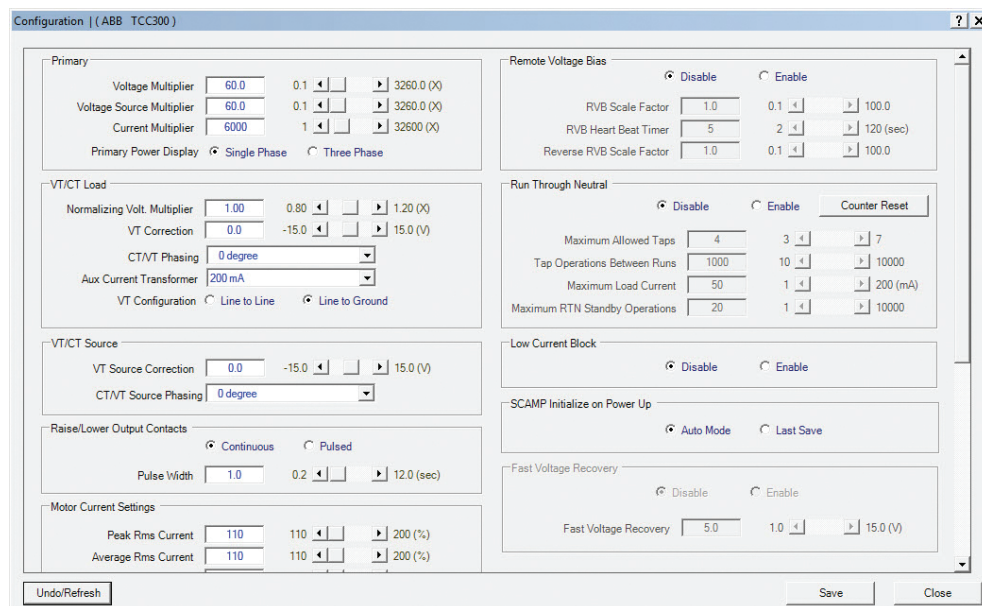 Configuration | ( ABB TCC300 )
? X
Primary
Voltage Multiplier 60.0 0.1 3260.0 (X)
Voltage Source Multiplier 60.0 0.1 3260.0 (X)
Current Multiplier 6000 1 32600 (X)
Primary Power Display Single Phase Three Phase
VT/CT Load
Normalizing Volt. Multiplier 1.00 0.80 1.20 (X)
VT Correction 0.0 -15.0 15.0 (V)
CT/VT Phasing 0 degree
Aux Current Transformer 200 mA
VT Configuration Line to Line Line to Ground
VT/CT Source
VT Source Correction 0.0 -15.0 15.0 (V)
CT/VT Source Phasing 0 degree
Raise/Lower Output Contacts
Continuous Pulsed
Pulse Width 1.0 0.2 12.0 (sec)
Motor Current Settings
Peak Rms Current 110 110 200 (%)
Average Rms Current 110 110 200 (%)
Remote Voltage Bias
Disable Enable
RVB Scale Factor 1.0 0.1 100.0
RVB Heart Beat Timer 5 2 120 (sec)
Reverse RVB Scale Factor 1.0 0.1 100.0
Run Through Neutral
Disable Enable Counter Reset
Maximum Allowed Taps 4 3 7
Tap Operations Between Runs 1000 10 10000
Maximum Load Current 50 1 200 (mA)
Maximum RTN Standby Operations 20 1 10000
Low Current Block
Disable Enable
SCAMP Initialize on Power Up
Auto Mode Last Save
Fast Voltage Recovery
Disable Enable
Fast Voltage Recovery 5.0 1.0 15.0 (V)
Undo/Refresh Save Close